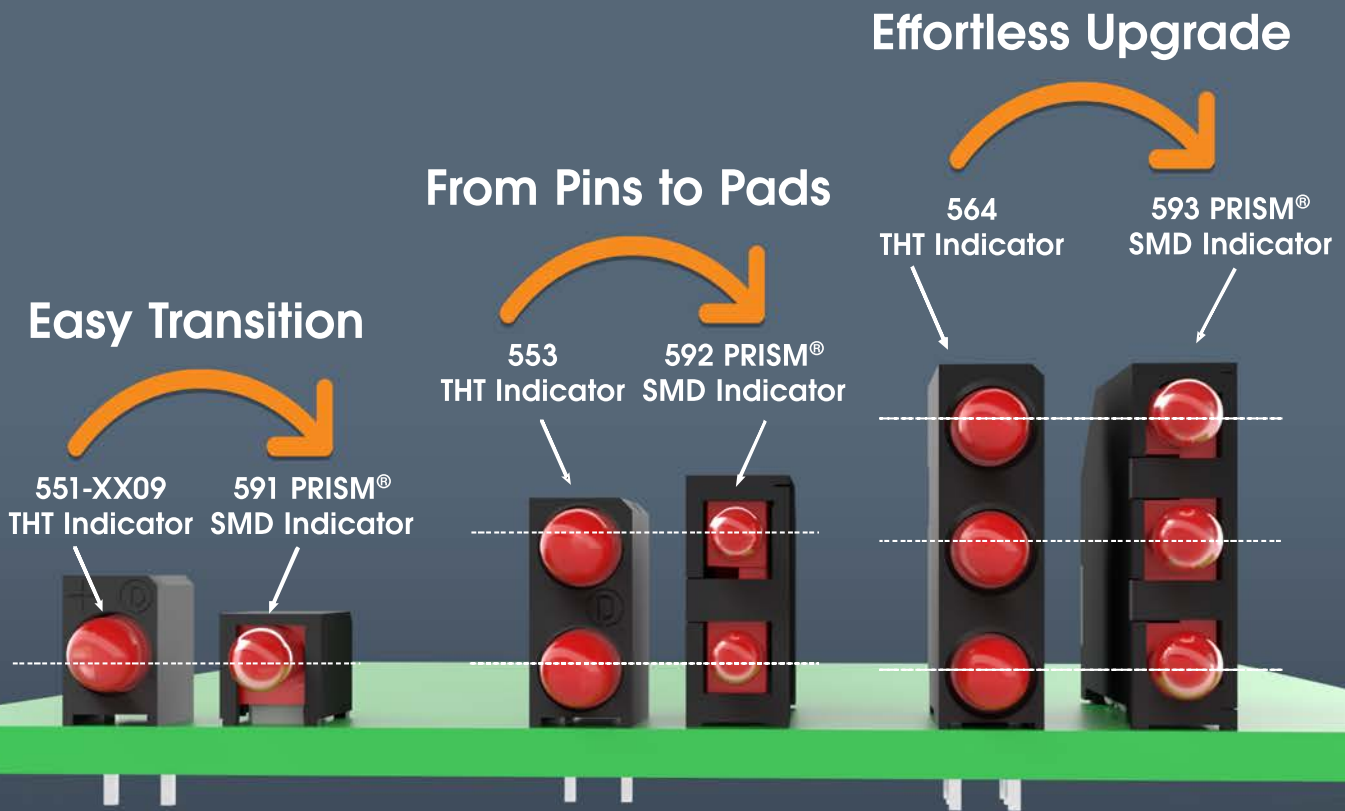 Effortless Upgrade
564
THT Indicator
593 PRISM®
SMD Indicator
From Pins to Pads
553
THT Indicator
592 PRISM®
SMD Indicator
Easy Transition
551-XX09
THT Indicator
591 PRISM®
SMD Indicator
+ D
D